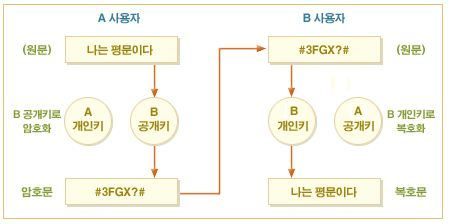 A 사용자
B 사용자
(원문)
나는 평문이다
#3FGX?#
(원문)
B 공개키로
암호화
A
개인키
B
공개키
B
개인키
A
공개키
B 개인키로
복호화
암호문
#3FGX?#
나는 평문이다
복호문